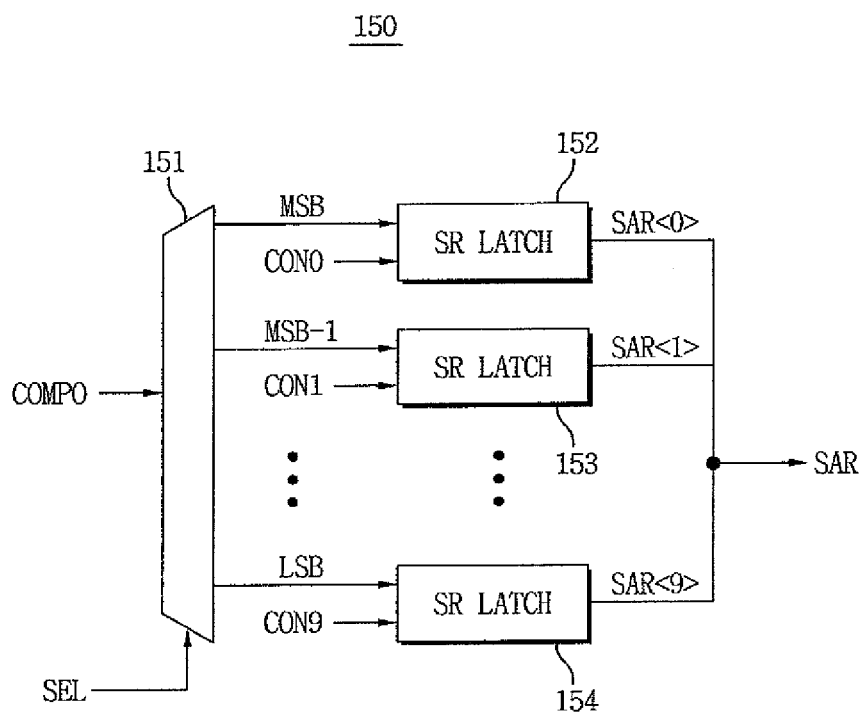 150
151
152
MSB
SAR<0>
SR LATCH
CON0
MSB-1
SAR<1>
SR LATCH
COMPO
CON1
153
SAR
LSB
SAR<9>
SR LATCH
CON9
SEL
154